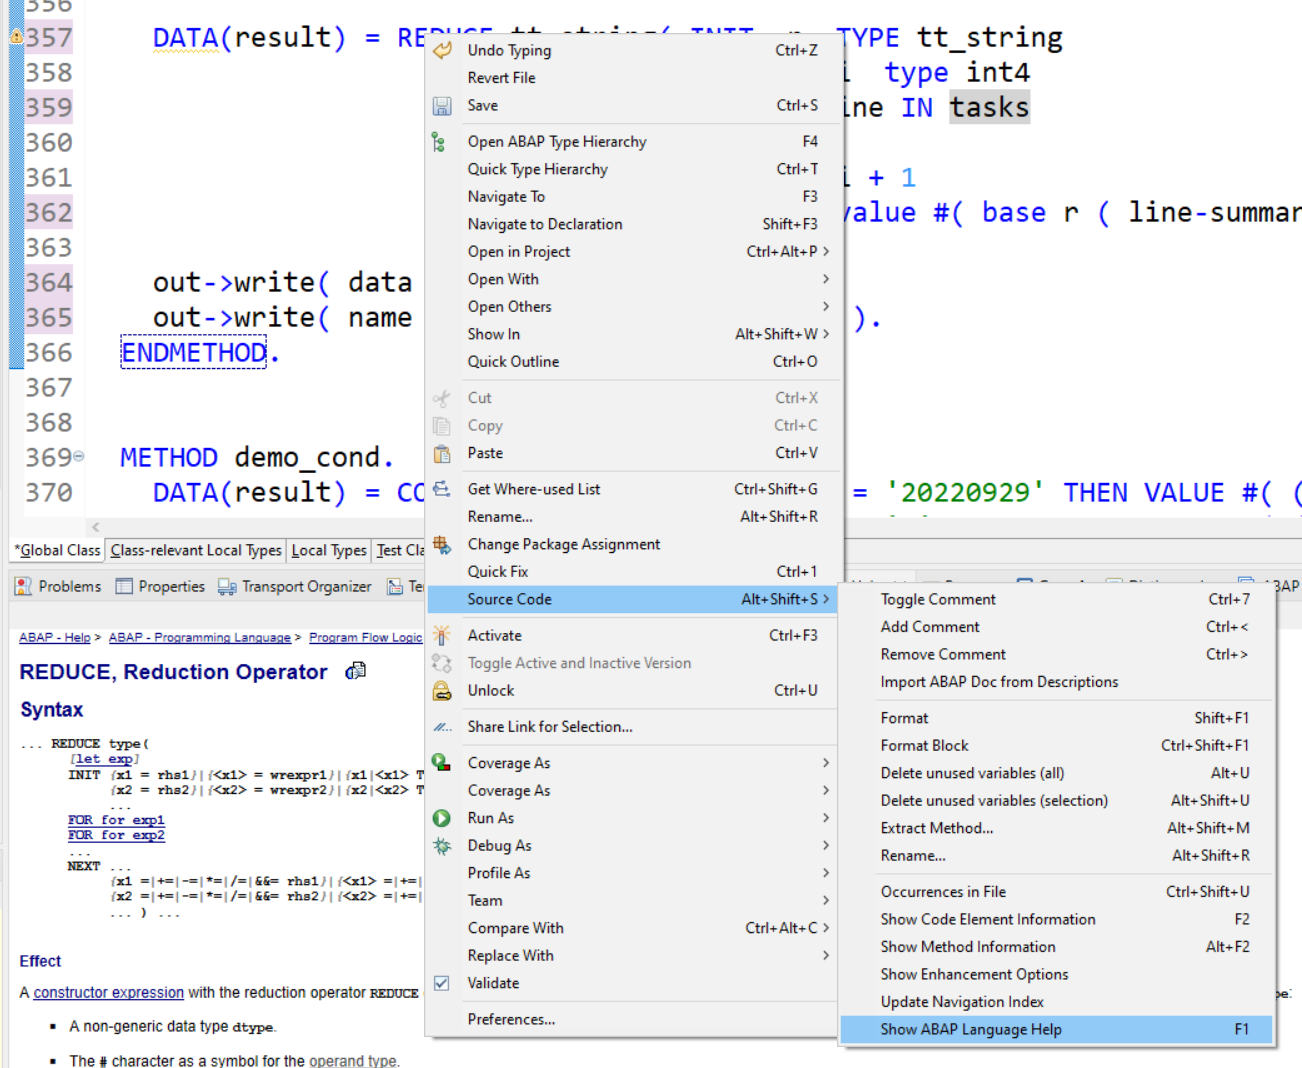 356
357 DATA(result) = REDUCE tt_string( INIT r TYPE tt_string
358 i type int4
359 ine IN tasks
360
361 i + 1
362 value #( base r ( line-summar
363
364 out->write( data
365 out->write( name ).
366 ENDMETHOD.
367
368
369 METHOD demo_cond.
370 DATA(result) = CO = '20220929' THEN VALUE #( (
*Global Class Class-relevant Local Types Local Types Test Cla
Problems Properties Transport Organizer Te ABAP
ABAP - Help > ABAP - Programming Language > Program Flow Logic
REDUCE, Reduction Operator
Syntax
... REDUCE type(
[let exp]
INIT {x1 = rhs1}|{<x1> = wrexpr1}|{x1|<x1> T
{x2 = rhs2}|{<x2> = wrexpr2}|{x2|<x2> T
...
FOR for exp1
FOR for exp2
...
NEXT ...
{x1 =|+=|-=|*=|/=|&&= rhs1}|{<x1> =|+=|
{x2 =|+=|-=|*=|/=|&&= rhs2}|{<x2> =|+=|
... ) ...
Effect
A constructor expression with the reduction operator REDUCE pe:
▪ A non-generic data type dtype.
▪ The # character as a symbol for the operand type.
Undo Typing Ctrl+Z
Revert File
Save Ctrl+S
Open ABAP Type Hierarchy F4
Quick Type Hierarchy Ctrl+T
Navigate To F3
Navigate to Declaration Shift+F3
Open in Project Ctrl+Alt+P >
Open With >
Open Others >
Show In Alt+Shift+W >
Quick Outline Ctrl+O
Cut Ctrl+X
Copy Ctrl+C
Paste Ctrl+V
Get Where-used List Ctrl+Shift+G
Rename... Alt+Shift+R
Change Package Assignment
Quick Fix Ctrl+1
Source Code Alt+Shift+S >
Activate Ctrl+F3
Toggle Active and Inactive Version
Unlock Ctrl+U
Share Link for Selection...
Coverage As >
Coverage As >
Run As >
Debug As >
Profile As >
Team >
Compare With Ctrl+Alt+C >
Replace With >
Validate
Preferences...
Toggle Comment Ctrl+7
Add Comment Ctrl+<
Remove Comment Ctrl+>
Import ABAP Doc from Descriptions
Format Shift+F1
Format Block Ctrl+Shift+F1
Delete unused variables (all) Alt+U
Delete unused variables (selection) Alt+Shift+U
Extract Method... Alt+Shift+M
Rename... Alt+Shift+R
Occurrences in File Ctrl+Shift+U
Show Code Element Information F2
Show Method Information Alt+F2
Show Enhancement Options
Update Navigation Index
Show ABAP Language Help F1